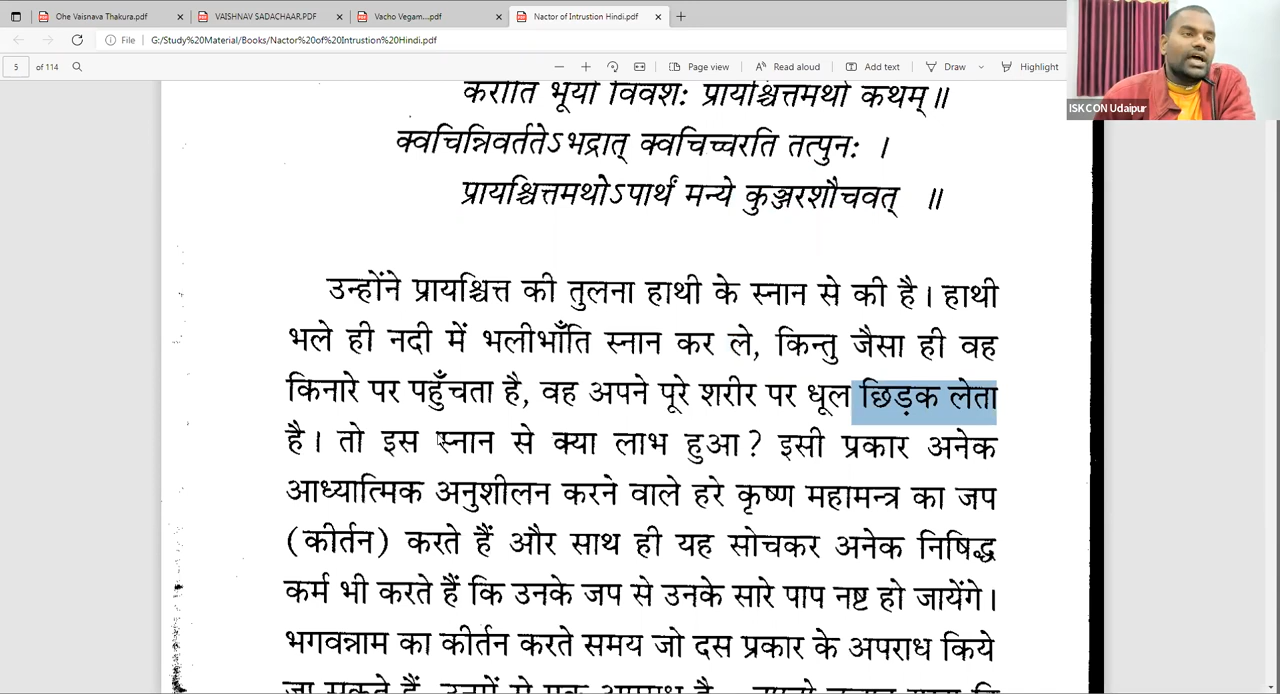 Ohe Vaisnava Thakura.pdf
VAISHNAV SADACHAAR.PDF
Vacho Vegam...pdf
Nactor of Intrustion Hindi.pdf
File
G:/Study%20Material/Books/Nactor%20of%20Intrustion%20Hindi.pdf
5 of 114
Page view
Read aloud
Add text
Draw
Highlight
ISKCON Udaipur
करोति भूयो विवशः प्रायश्चित्तमथो कथम्॥
क्वचिन्निवर्ततेऽभद्रात् क्वचिच्चरति तत्पुनः ।
प्रायश्चित्तमथोऽपार्थं मन्ये कुञ्जरशौचवत् ॥
उन्होंने प्रायश्चित्त की तुलना हाथी के स्नान से की है। हाथी
भले ही नदी में भलीभाँति स्नान कर ले, किन्तु जैसा ही वह
किनारे पर पहुँचता है, वह अपने पूरे शरीर पर धूल छिड़क लेता
है। तो इस स्नान से क्या लाभ हुआ? इसी प्रकार अनेक
आध्यात्मिक अनुशीलन करने वाले हरे कृष्ण महामन्त्र का जप
(कीर्तन) करते हैं और साथ ही यह सोचकर अनेक निषिद्ध
कर्म भी करते हैं कि उनके जप से उनके सारे पाप नष्ट हो जायेंगे।
भगवन्नाम का कीर्तन करते समय जो दस प्रकार के अपराध किये
जा सकते हैं, उनमें से एक अपराध है